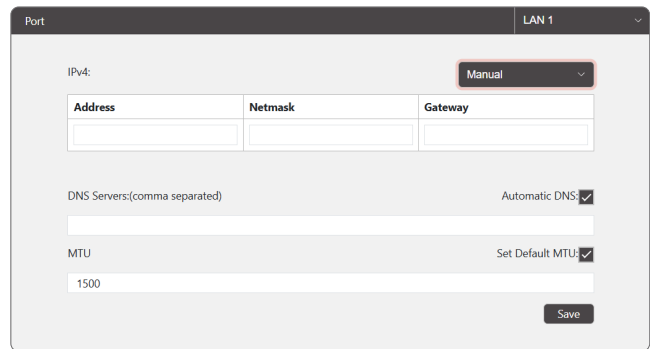 Port LAN 1
IPv4: Manual
Address Netmask Gateway
DNS Servers:(comma separated) Automatic DNS:
MTU Set Default MTU:
1500
Save